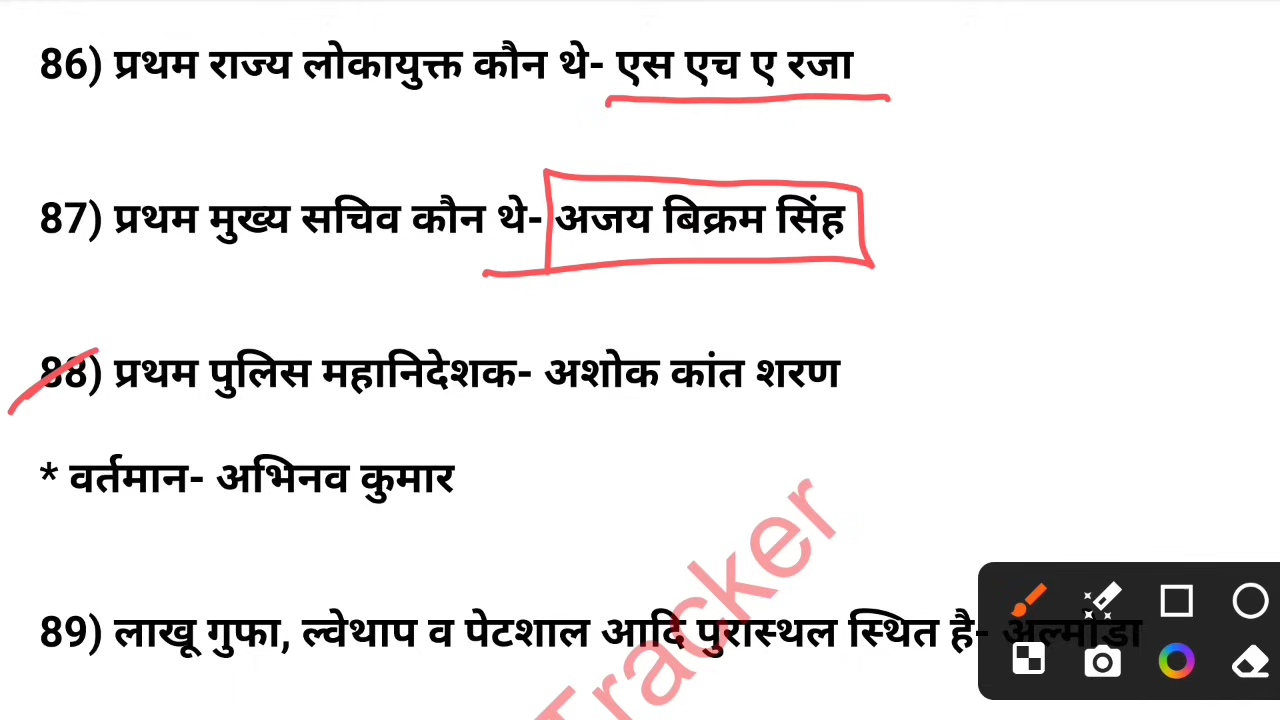 86) प्रथम राज्य लोकायुक्त कौन थे- एस एच ए रजा
87) प्रथम मुख्य सचिव कौन थे- अजय बिक्रम सिंह
88) प्रथम पुलिस महानिदेशक- अशोक कांत शरण
* वर्तमान- अभिनव कुमार
89) लाखू गुफा, ल्वेथाप व पेटशाल आदि पुरास्थल स्थित है- अल्मोडा
Tracker